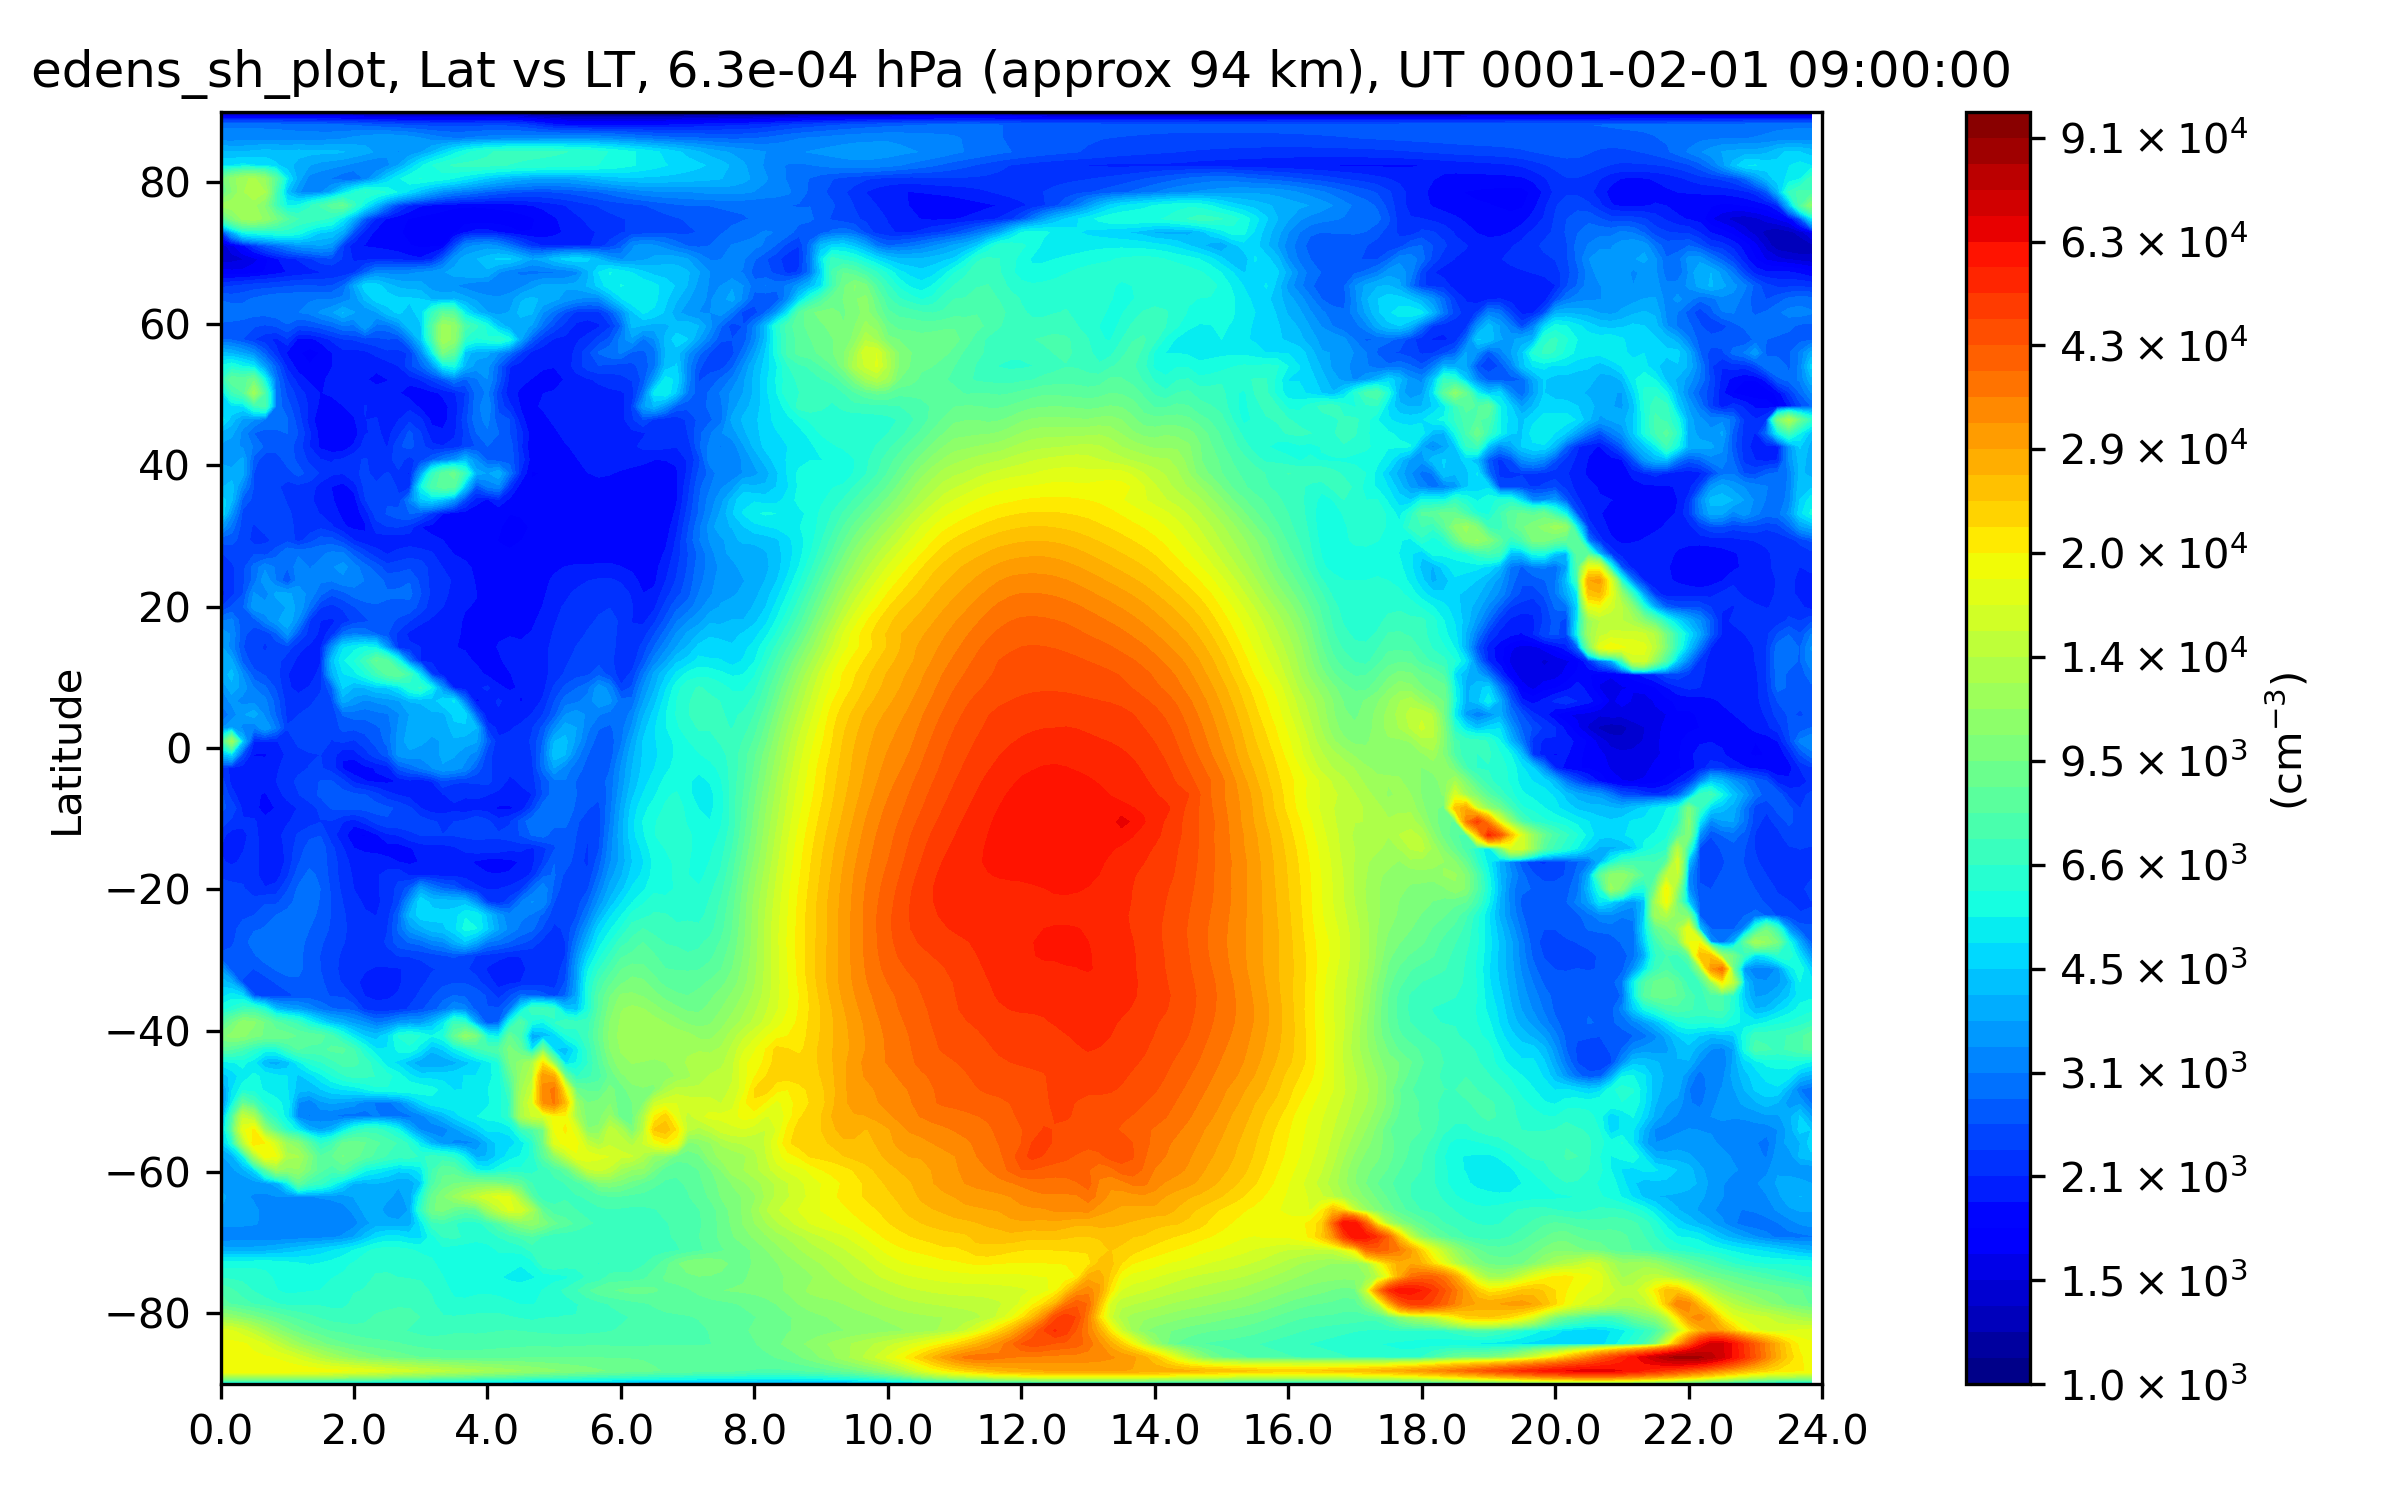 edens_sh_plot, Lat vs LT, 6.3e-04 hPa (approx 94 km), UT 0001-02-01 09:00:00
Latitude
80
60
40
20
0
−20
−40
−60
−80
0.0 2.0 4.0 6.0 8.0 10.0 12.0 14.0 16.0 18.0 20.0 22.0 24.0
9.1 × 10⁴
6.3 × 10⁴
4.3 × 10⁴
2.9 × 10⁴
2.0 × 10⁴
1.4 × 10⁴
9.5 × 10³
6.6 × 10³
4.5 × 10³
3.1 × 10³
2.1 × 10³
1.5 × 10³
1.0 × 10³
(cm⁻³)